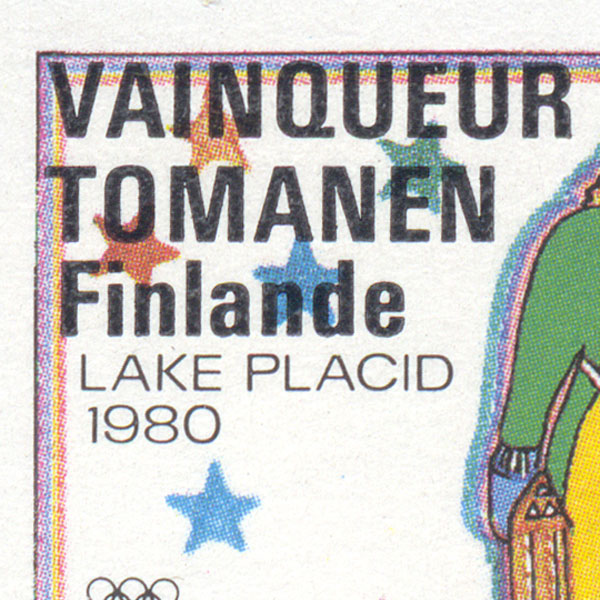 VAINQUEUR
TOMANEN
Finlande
LAKE PLACID
1980